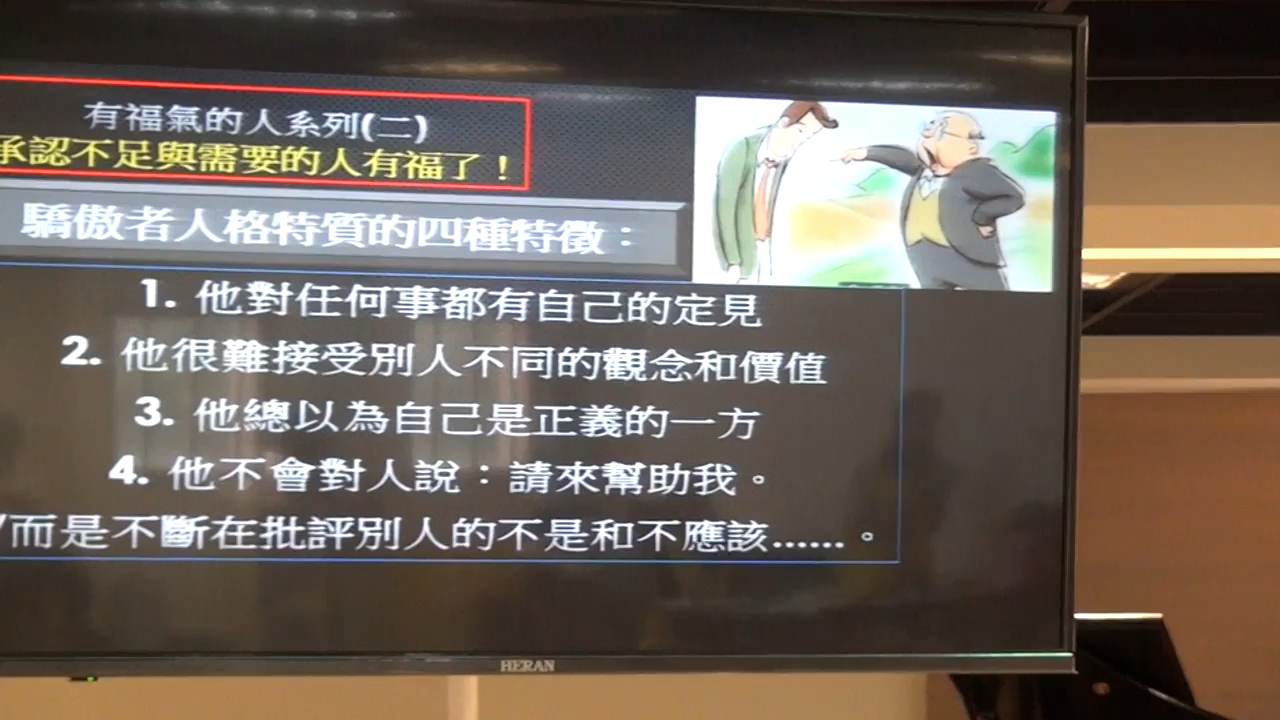 有福氣的人系列(二)
承認不足與需要的人有福了！
驕傲者人格特質的四種特徵：
1. 他對任何事都有自己的定見
2. 他很難接受別人不同的觀念和價值
3. 他總以為自己是正義的一方
4. 他不會對人說：請來幫助我。
/而是不斷在批評別人的不是和不應該......。
HERAN